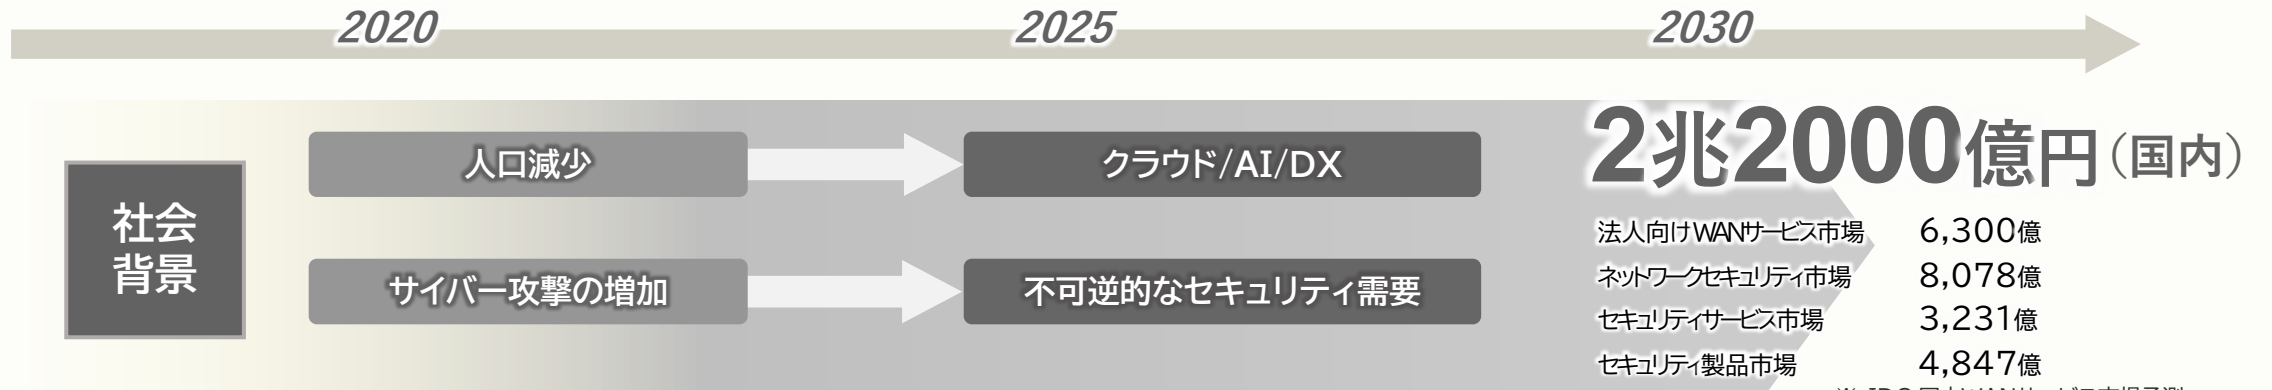 2020 2025 2030
社会
背景
人口減少
クラウド/AI/DX
サイバー攻撃の増加
不可逆的なセキュリティ需要
2兆2000億円(国内)
法人向けWANサービス市場 6,300億
ネットワークセキュリティ市場 8,078億
セキュリティサービス市場 3,231億
セキュリティ製品市場 4,847億